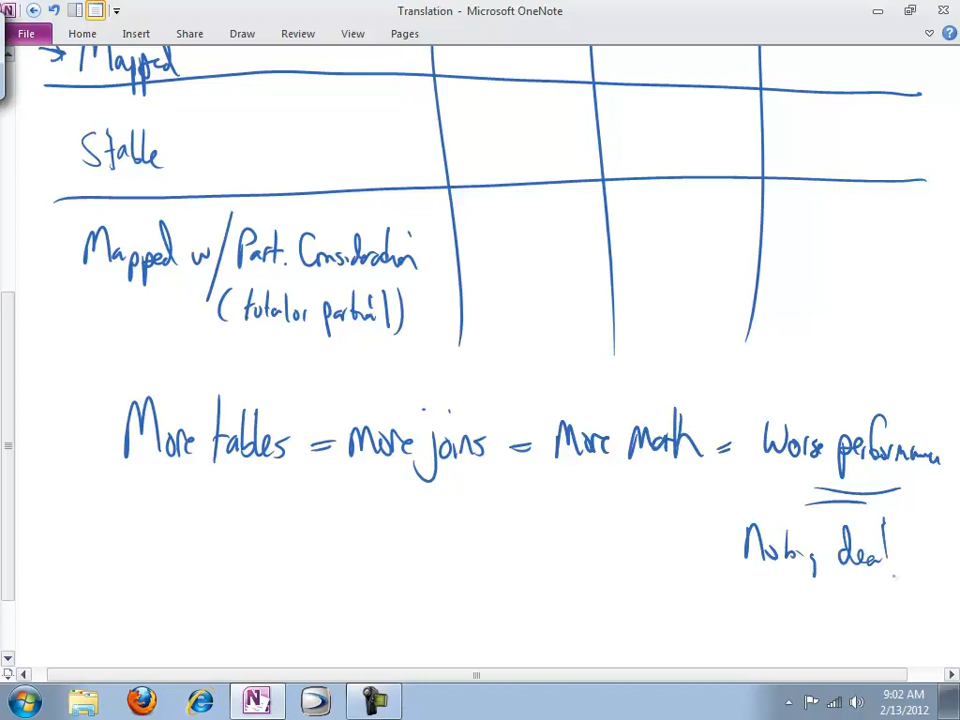 Translation - Microsoft OneNote
File Home Insert Share Draw Review View Pages
Mapped
Stable
Mapped w/ Part. Consideration
(total or partial)
More tables = more joins = More Math = Worse performance
No big deal
9:02 AM
2/13/2012